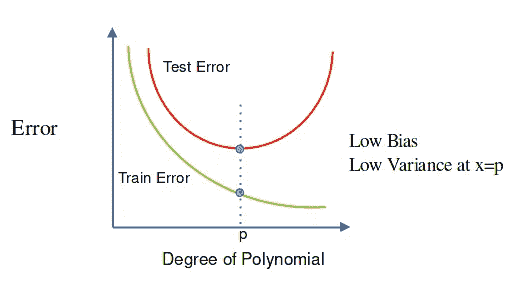 Test Error
Error
Low Bias
Low Variance at x=p
Train Error
p
Degree of Polynomial